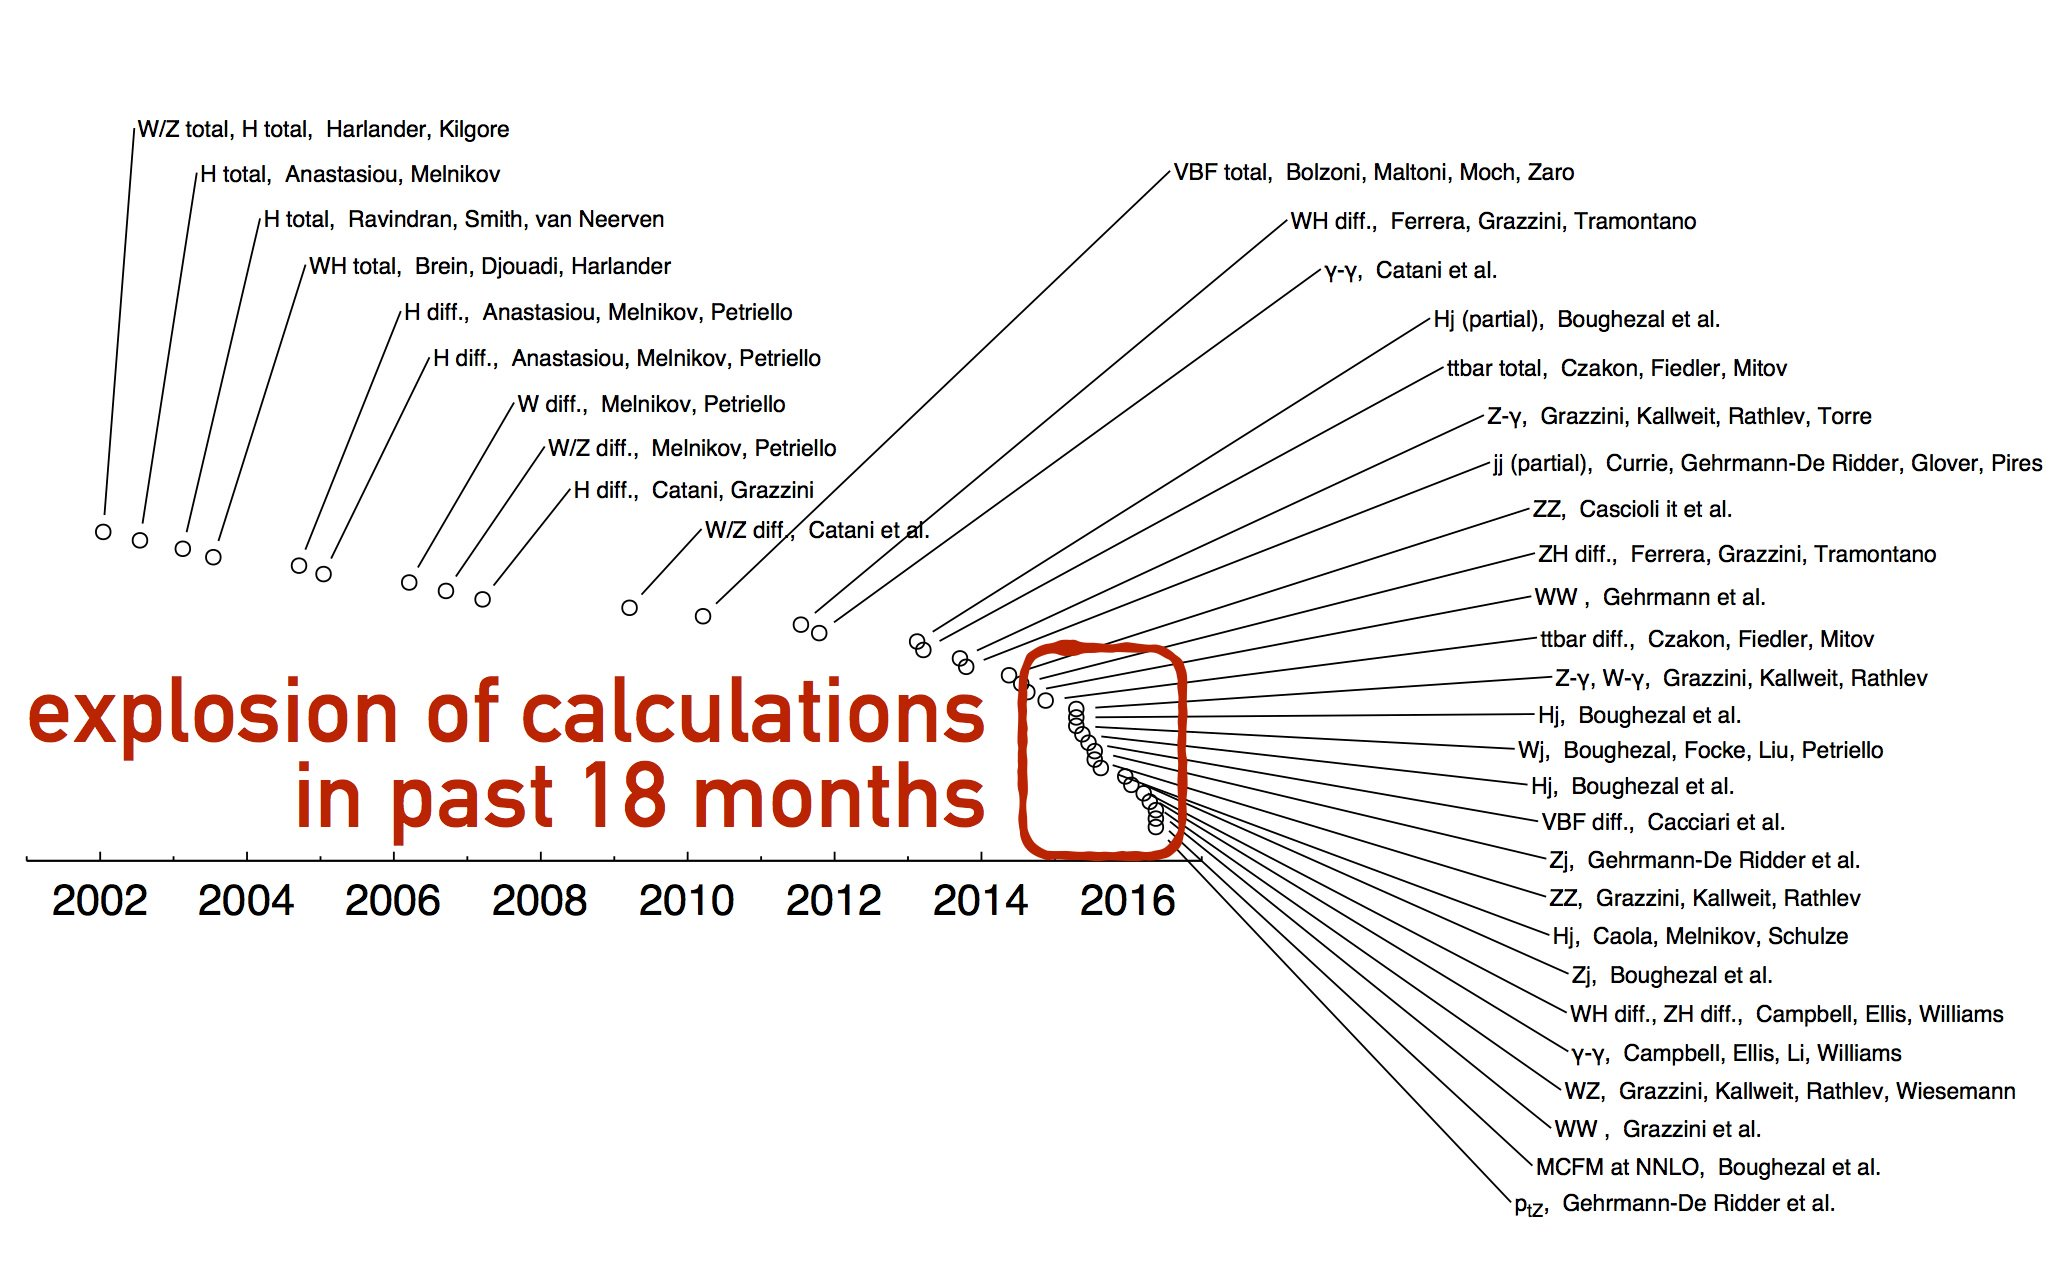 W/Z total, H total, Harlander, Kilgore
H total, Anastasiou, Melnikov
H total, Ravindran, Smith, van Neerven
WH total, Brein, Djouadi, Harlander
H diff., Anastasiou, Melnikov, Petriello
H diff., Anastasiou, Melnikov, Petriello
W diff., Melnikov, Petriello
W/Z diff., Melnikov, Petriello
H diff., Catani, Grazzini
W/Z diff., Catani et al.
VBF total, Bolzoni, Maltoni, Moch, Zaro
WH diff., Ferrera, Grazzini, Tramontano
γ-γ, Catani et al.
Hj (partial), Boughezal et al.
ttbar total, Czakon, Fiedler, Mitov
Z-γ, Grazzini, Kallweit, Rathlev, Torre
jj (partial), Currie, Gehrmann-De Ridder, Glover, Pires
ZZ, Cascioli it et al.
ZH diff., Ferrera, Grazzini, Tramontano
WW , Gehrmann et al.
ttbar diff., Czakon, Fiedler, Mitov
Z-γ, W-γ, Grazzini, Kallweit, Rathlev
Hj, Boughezal et al.
Wj, Boughezal, Focke, Liu, Petriello
Hj, Boughezal et al.
VBF diff., Cacciari et al.
Zj, Gehrmann-De Ridder et al.
ZZ, Grazzini, Kallweit, Rathlev
Hj, Caola, Melnikov, Schulze
Zj, Boughezal et al.
WH diff., ZH diff., Campbell, Ellis, Williams
γ-γ, Campbell, Ellis, Li, Williams
WZ, Grazzini, Kallweit, Rathlev, Wiesemann
WW , Grazzini et al.
MCFM at NNLO, Boughezal et al.
ptZ, Gehrmann-De Ridder et al.
explosion of calculations
in past 18 months
2002 2004 2006 2008 2010 2012 2014 2016